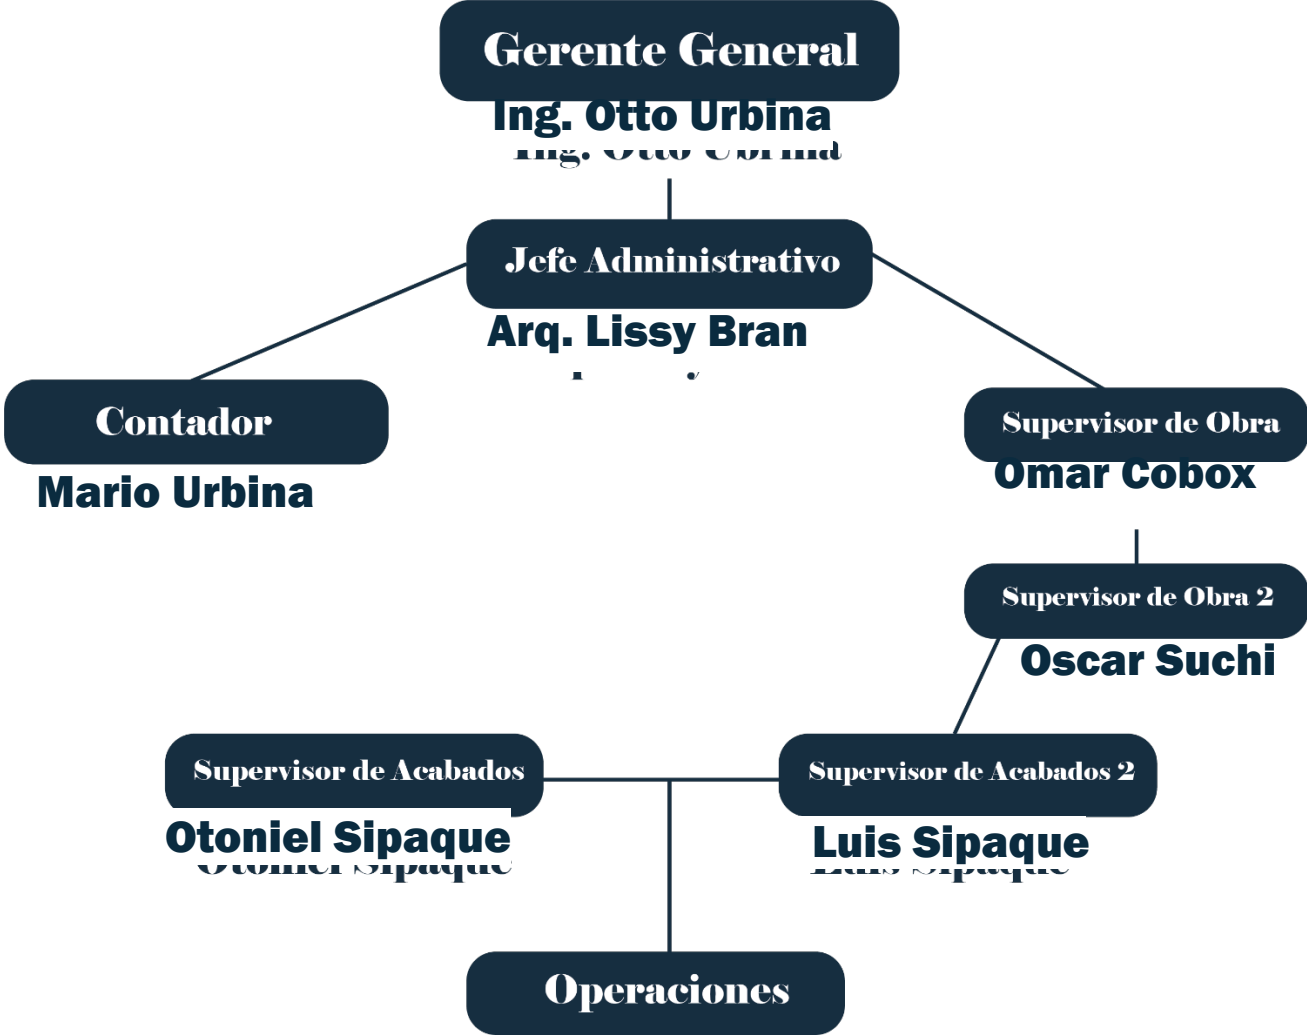 Gerente General
Ing. Otto Urbina
Jefe Administrativo
Arq. Lissy Bran
Contador
Mario Urbina
Supervisor de Obra
Omar Cobox
Supervisor de Obra 2
Oscar Suchi
Supervisor de Acabados
Otoniel Sipaque
Supervisor de Acabados 2
Luis Sipaque
Operaciones